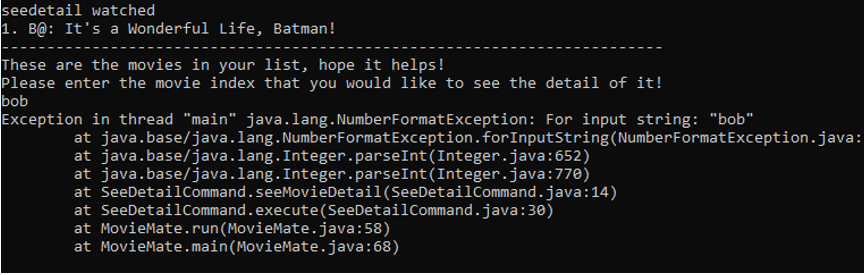 seedetail watched
1. B@: It's a Wonderful Life, Batman!
-------------------------------------------------------------------
These are the movies in your list, hope it helps!
Please enter the movie index that you would like to see the detail of it!
bob
Exception in thread "main" java.lang.NumberFormatException: For input string: "bob"
        at java.base/java.lang.NumberFormatException.forInputString(NumberFormatException.java:
        at java.base/java.lang.Integer.parseInt(Integer.java:652)
        at java.base/java.lang.Integer.parseInt(Integer.java:770)
        at SeeDetailCommand.seeMovieDetail(SeeDetailCommand.java:14)
        at SeeDetailCommand.execute(SeeDetailCommand.java:30)
        at MovieMate.run(MovieMate.java:58)
        at MovieMate.main(MovieMate.java:68)